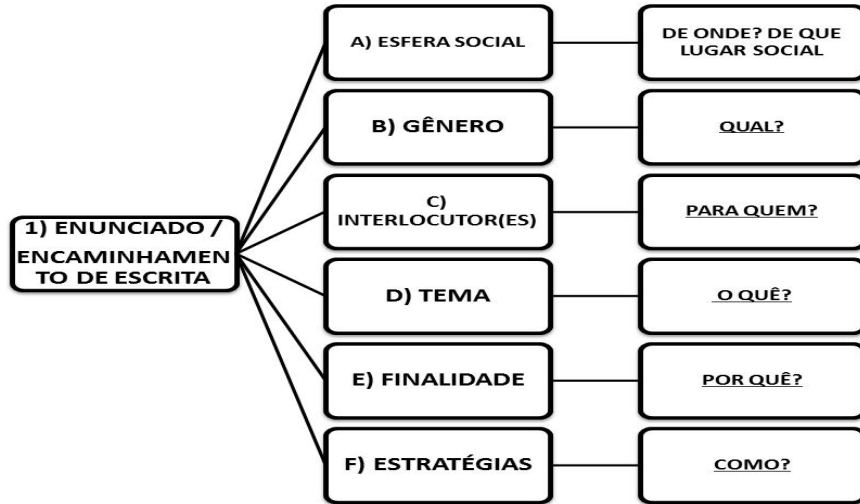 A) ESFERA SOCIAL
DE ONDE? DE QUE
LUGAR SOCIAL
B) GÊNERO
QUAL?
C)
INTERLOCUTOR(ES)
PARA QUEM?
1) ENUNCIADO /
ENCAMINHAMEN
TO DE ESCRITA
D) TEMA
O QUÊ?
E) FINALIDADE
POR QUÊ?
F) ESTRATÉGIAS
COMO?